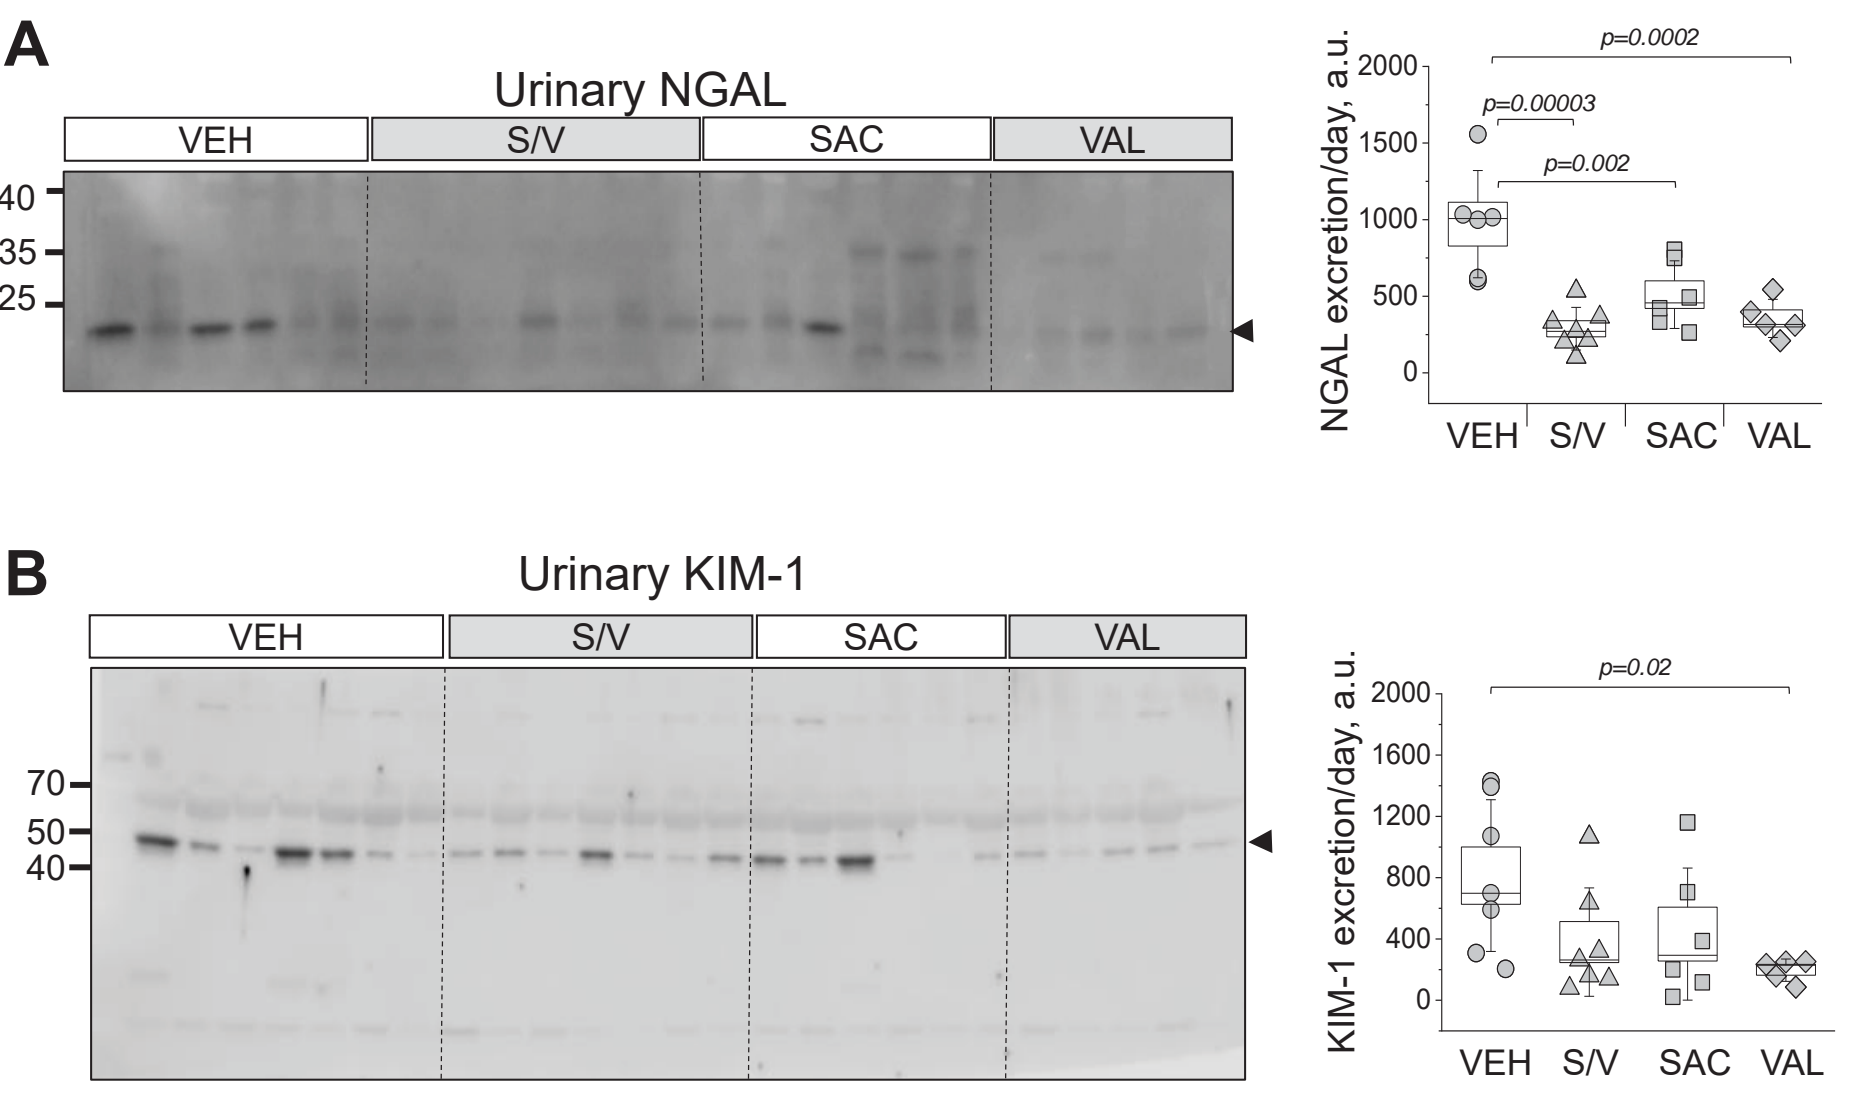 A
Urinary NGAL
VEH S/V SAC VAL
40
35
25
NGAL excretion/day, a.u.
2000
1500
1000
500
0
p=0.0002
p=0.00003
p=0.002
VEH S/V SAC VAL
B
Urinary KIM-1
VEH S/V SAC VAL
70
50
40
KIM-1 excretion/day, a.u.
2000
1600
1200
800
400
0
p=0.02
VEH S/V SAC VAL